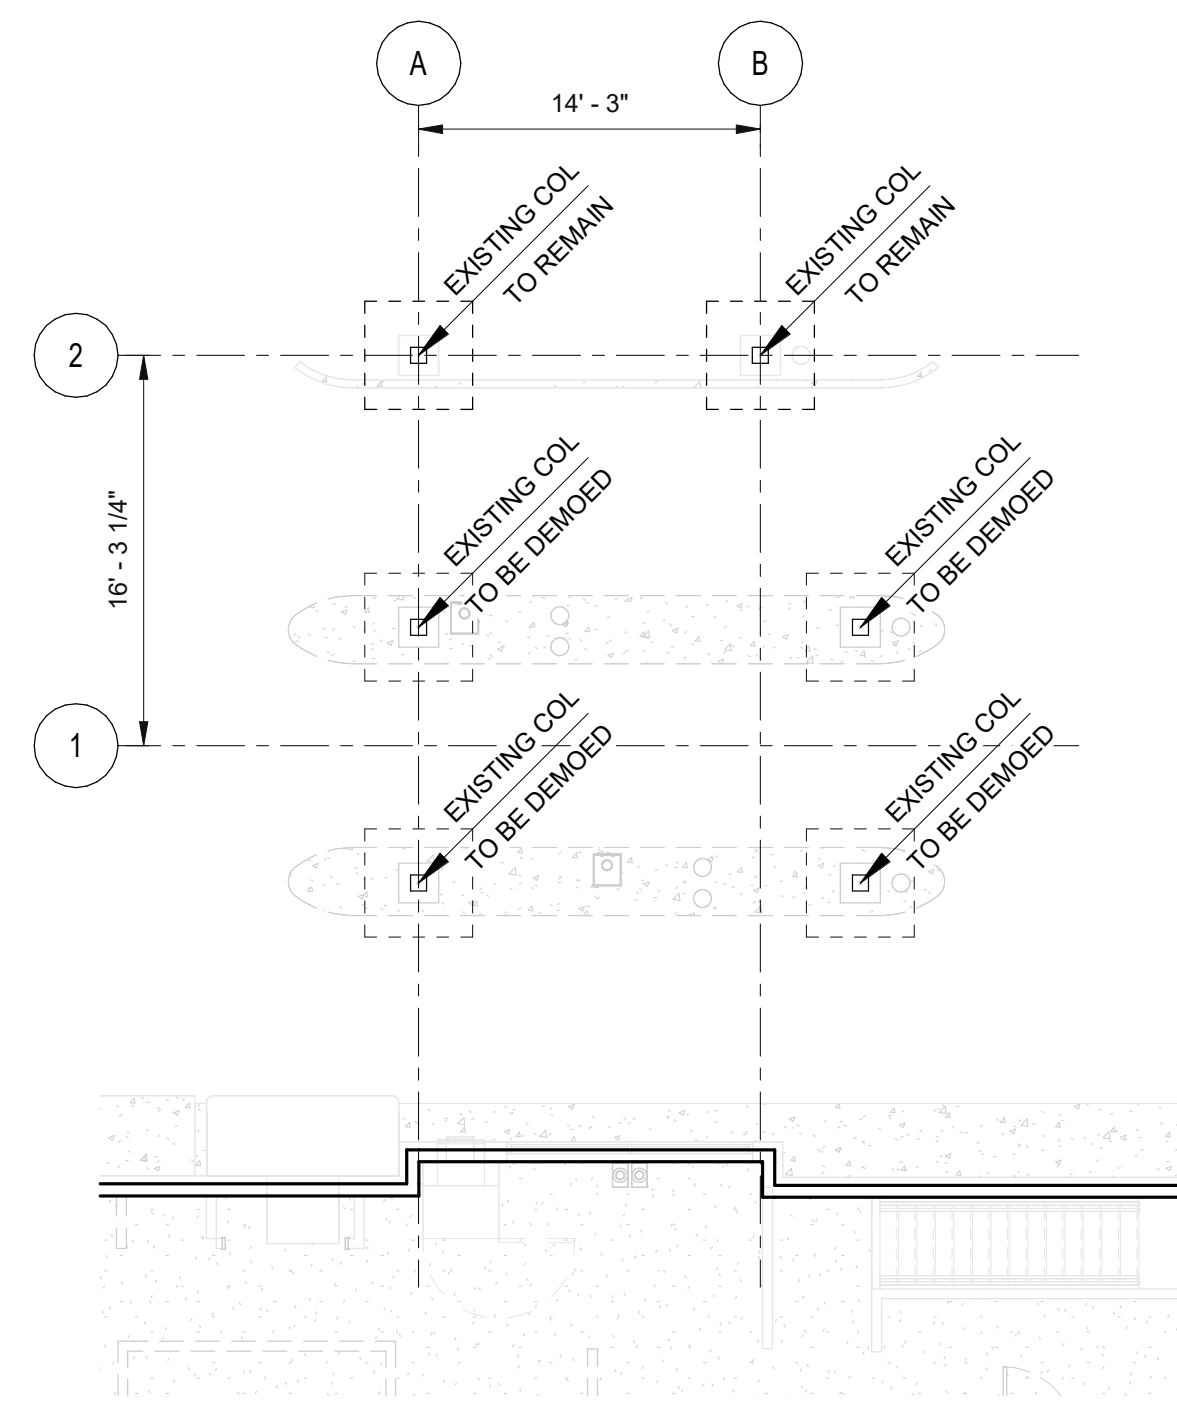 A
B
14' - 3"
EXISTING COL
TO REMAIN
EXISTING COL
TO REMAIN
2
EXISTING COL
TO BE DEMOED
EXISTING COL
TO BE DEMOED
16' - 3 1/4"
1
EXISTING COL
TO BE DEMOED
EXISTING COL
TO BE DEMOED